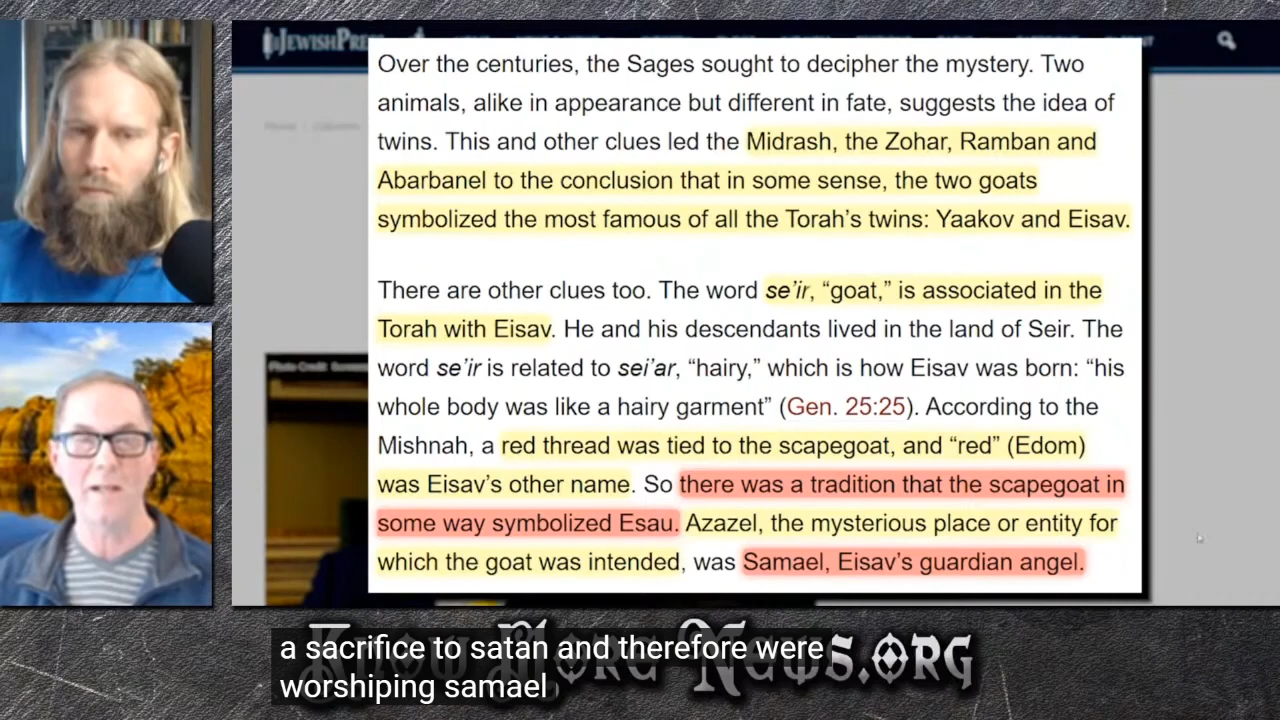 JEWISHPRE
Over the centuries, the Sages sought to decipher the mystery. Two
animals, alike in appearance but different in fate, suggests the idea of
twins. This and other clues led the Midrash, the Zohar, Ramban and
Abarbanel to the conclusion that in some sense, the two goats
symbolized the most famous of all the Torah’s twins: Yaakov and Eisav.
There are other clues too. The word se’ir, “goat,” is associated in the
Torah with Eisav. He and his descendants lived in the land of Seir. The
word se’ir is related to sei’ar, “hairy,” which is how Eisav was born: “his
whole body was like a hairy garment” (Gen. 25:25). According to the
Mishnah, a red thread was tied to the scapegoat, and “red” (Edom)
was Eisav’s other name. So there was a tradition that the scapegoat in
some way symbolized Esau. Azazel, the mysterious place or entity for
which the goat was intended, was Samael, Eisav’s guardian angel.
Photo Credit:
KNOW MORE NEWS.ORG
a sacrifice to satan and therefore were
worshiping samael